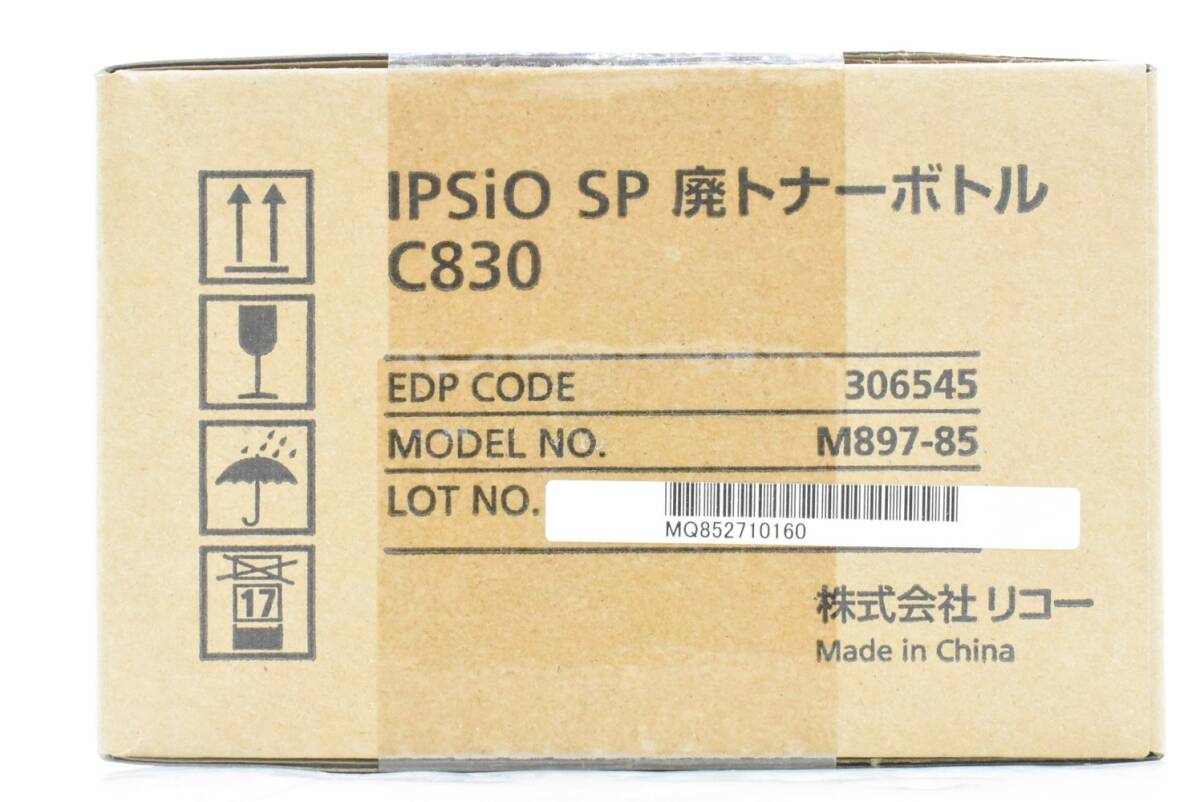 IPSiO SP 廃トナーボトル
C830
EDP CODE 306545
MODEL NO. M897-85
LOT NO.
MQ852710160
17
株式会社 リコー
Made in China